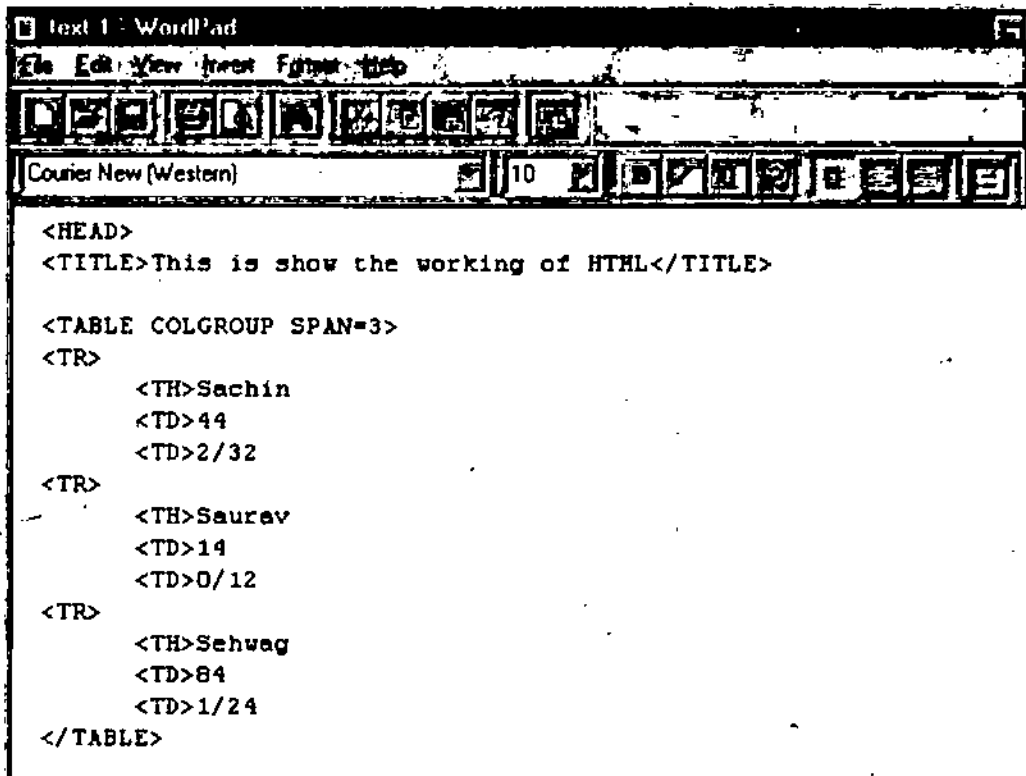 text 1 - WordPad
File Edit View Insert Format Help
Courier New (Western) 10
<HEAD>
<TITLE>This is show the working of HTML</TITLE>
<TABLE COLGROUP SPAN=3>
<TR>
<TH>Sachin
<TD>44
<TD>2/32
<TR>
<TH>Saurav
<TD>14
<TD>0/12
<TR>
<TH>Sehwag
<TD>84
<TD>1/24
</TABLE>